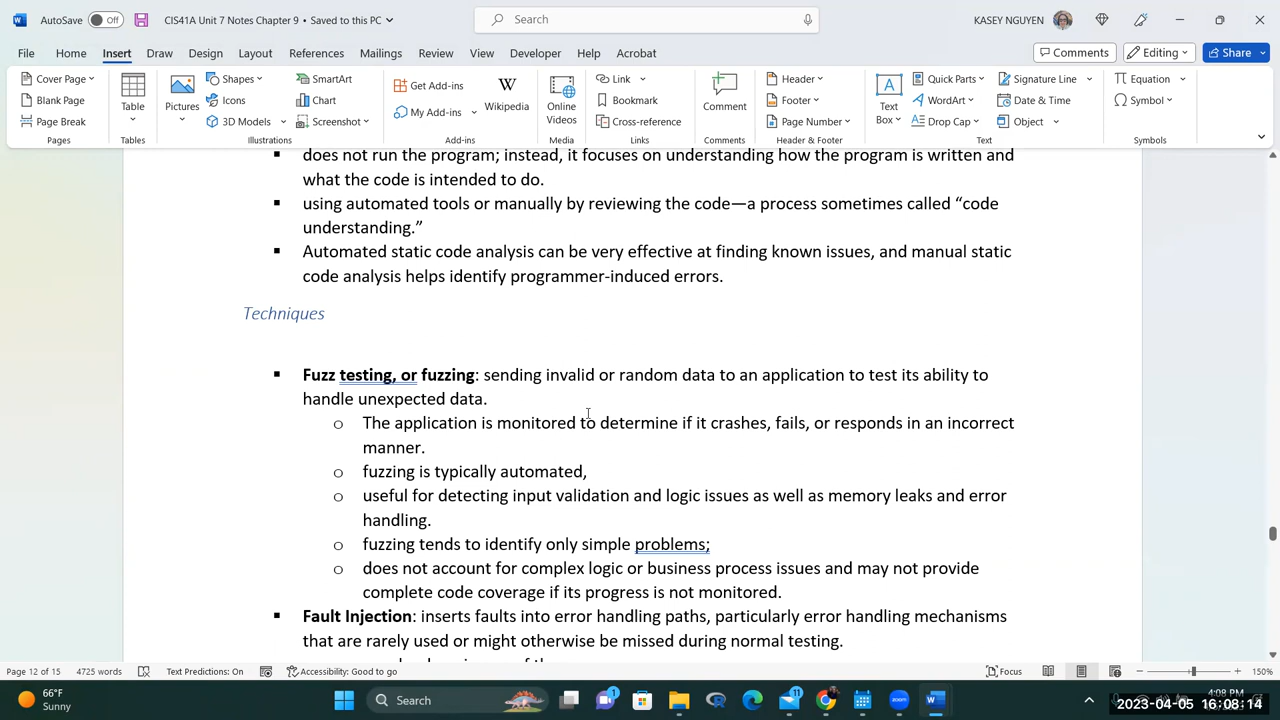 AutoSave Off CIS41A Unit 7 Notes Chapter 9 • Saved to this PC Search KASEY NGUYEN
File Home Insert Draw Design Layout References Mailings Review View Developer Help Acrobat Comments Editing Share
Cover Page
Blank Page
Page Break
Pages
Table
Tables
Pictures
Shapes
Icons
3D Models
SmartArt
Chart
Screenshot
Illustrations
Get Add-ins
My Add-ins
W
Wikipedia
Add-ins
Online
Videos
Media
Link
Bookmark
Cross-reference
Links
Comment
Comments
Header
Footer
Page Number
Header & Footer
Text
Box
Quick Parts
WordArt
Drop Cap
Signature Line
Date & Time
Object
Text
Equation
Symbol
Symbols
does not run the program; instead, it focuses on understanding how the program is written and
what the code is intended to do.
using automated tools or manually by reviewing the code—a process sometimes called “code
understanding.”
Automated static code analysis can be very effective at finding known issues, and manual static
code analysis helps identify programmer-induced errors.
Techniques
Fuzz testing, or fuzzing: sending invalid or random data to an application to test its ability to
handle unexpected data.
The application is monitored to determine if it crashes, fails, or responds in an incorrect
manner.
fuzzing is typically automated,
useful for detecting input validation and logic issues as well as memory leaks and error
handling.
fuzzing tends to identify only simple problems;
does not account for complex logic or business process issues and may not provide
complete code coverage if its progress is not monitored.
Fault Injection: inserts faults into error handling paths, particularly error handling mechanisms
that are rarely used or might otherwise be missed during normal testing.
Page 12 of 15 4725 words Text Predictions: On Accessibility: Good to go Focus 150%
66°F
Sunny
Search
1
11
4:08 PM
2023-04-05 16:08:14